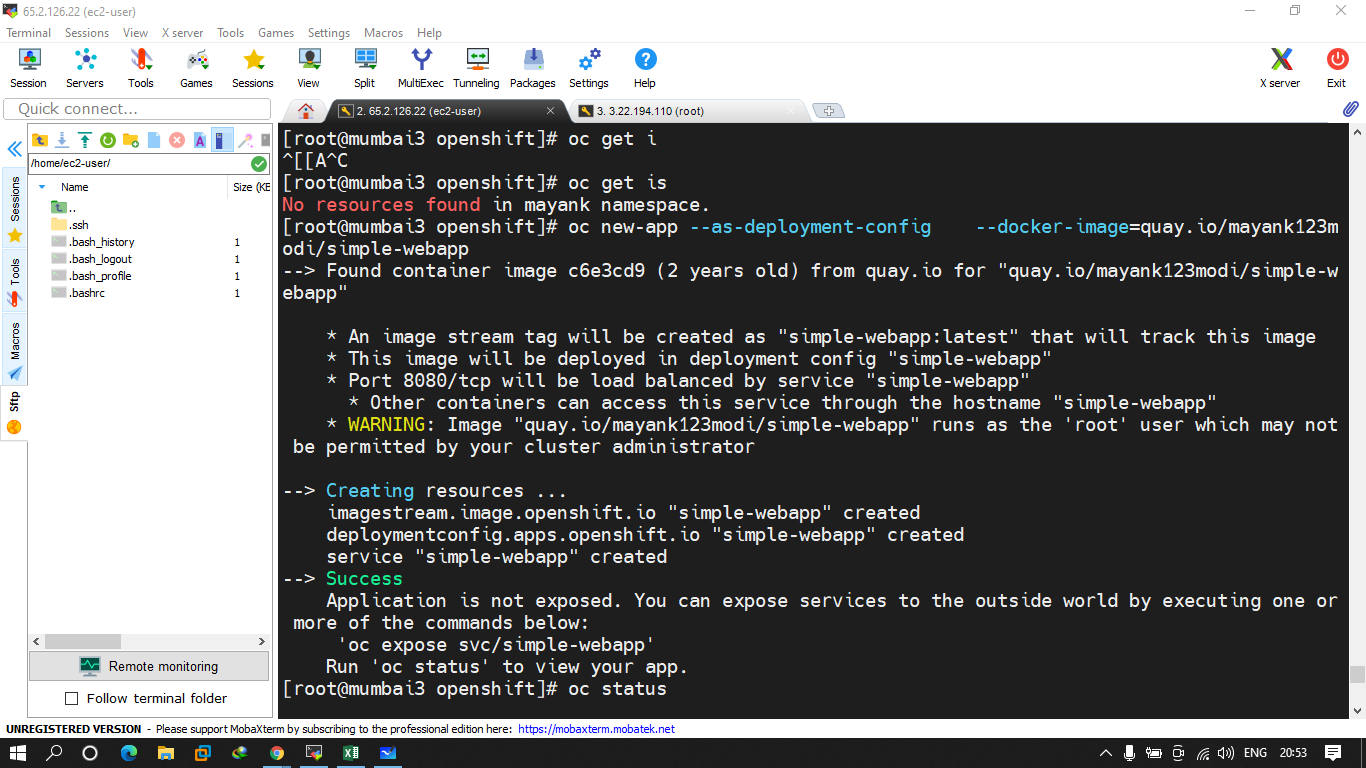 65.2.126.22 (ec2-user)
Terminal Sessions View X server Tools Games Settings Macros Help
Session Servers Tools Games Sessions View Split MultiExec Tunneling Packages Settings Help X server Exit
Quick connect...
2. 65.2.126.22 (ec2-user)
3. 3.22.194.110 (root)
/home/ec2-user/
Name Size (KB
..
.ssh
.bash_history 1
.bash_logout 1
.bash_profile 1
.bashrc 1
Sessions
Tools
Macros
Sftp
Remote monitoring
Follow terminal folder
[root@mumbai3 openshift]# oc get i
^[[A^C
[root@mumbai3 openshift]# oc get is
No resources found in mayank namespace.
[root@mumbai3 openshift]# oc new-app --as-deployment-config    --docker-image=quay.io/mayank123m
odi/simple-webapp
--> Found container image c6e3cd9 (2 years old) from quay.io for "quay.io/mayank123modi/simple-w
ebapp"
* An image stream tag will be created as "simple-webapp:latest" that will track this image
* This image will be deployed in deployment config "simple-webapp"
* Port 8080/tcp will be load balanced by service "simple-webapp"
* Other containers can access this service through the hostname "simple-webapp"
* WARNING: Image "quay.io/mayank123modi/simple-webapp" runs as the 'root' user which may not
be permitted by your cluster administrator
--> Creating resources ...
imagestream.image.openshift.io "simple-webapp" created
deploymentconfig.apps.openshift.io "simple-webapp" created
service "simple-webapp" created
--> Success
Application is not exposed. You can expose services to the outside world by executing one or
more of the commands below:
'oc expose svc/simple-webapp'
Run 'oc status' to view your app.
[root@mumbai3 openshift]# oc status
UNREGISTERED VERSION - Please support MobaXterm by subscribing to the professional edition here: https://mobaxterm.mobatek.net
ENG 20:53